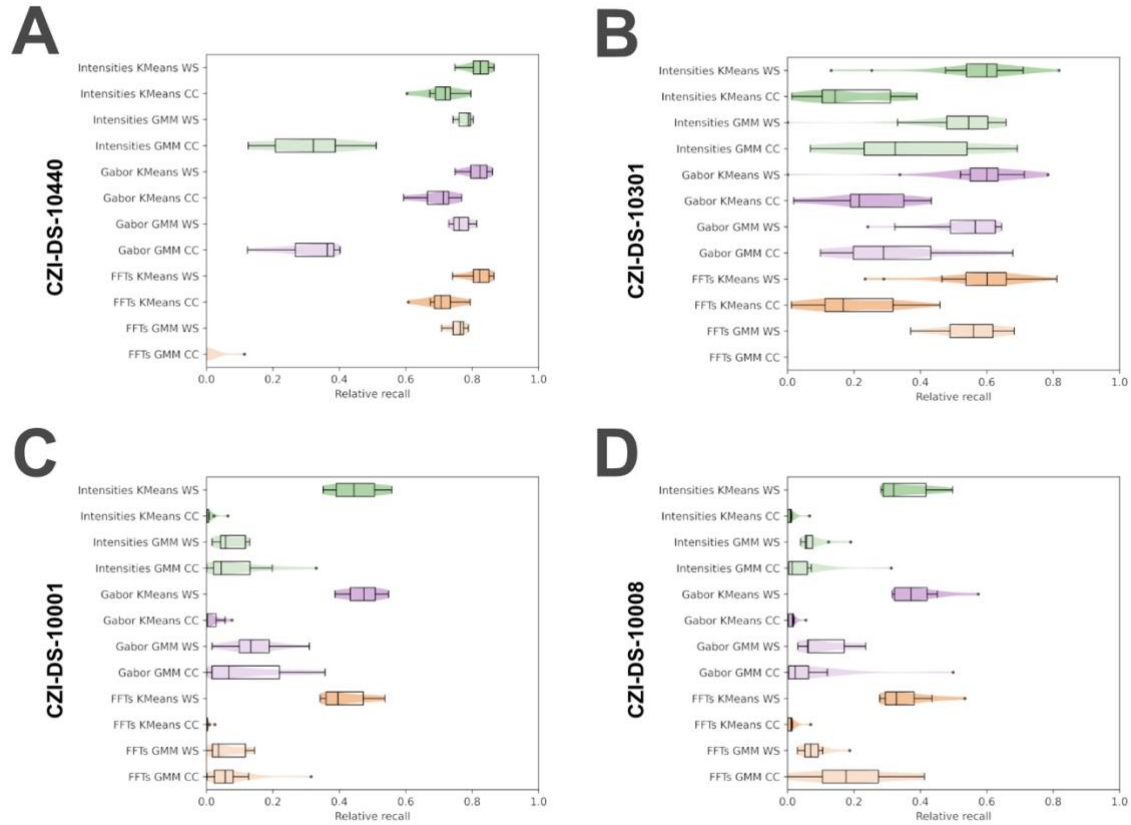 A
CZI-DS-10440
Intensities KMeans WS
Intensities KMeans CC
Intensities GMM WS
Intensities GMM CC
Gabor KMeans WS
Gabor KMeans CC
Gabor GMM WS
Gabor GMM CC
FFTs KMeans WS
FFTs KMeans CC
FFTs GMM WS
FFTs GMM CC
0.0 0.2 0.4 0.6 0.8 1.0
Relative recall
B
CZI-DS-10301
Intensities KMeans WS
Intensities KMeans CC
Intensities GMM WS
Intensities GMM CC
Gabor KMeans WS
Gabor KMeans CC
Gabor GMM WS
Gabor GMM CC
FFTs KMeans WS
FFTs KMeans CC
FFTs GMM WS
FFTs GMM CC
0.0 0.2 0.4 0.6 0.8 1.0
Relative recall
C
CZI-DS-10001
Intensities KMeans WS
Intensities KMeans CC
Intensities GMM WS
Intensities GMM CC
Gabor KMeans WS
Gabor KMeans CC
Gabor GMM WS
Gabor GMM CC
FFTs KMeans WS
FFTs KMeans CC
FFTs GMM WS
FFTs GMM CC
0.0 0.2 0.4 0.6 0.8 1.0
Relative recall
D
CZI-DS-10008
Intensities KMeans WS
Intensities KMeans CC
Intensities GMM WS
Intensities GMM CC
Gabor KMeans WS
Gabor KMeans CC
Gabor GMM WS
Gabor GMM CC
FFTs KMeans WS
FFTs KMeans CC
FFTs GMM WS
FFTs GMM CC
0.0 0.2 0.4 0.6 0.8 1.0
Relative recall